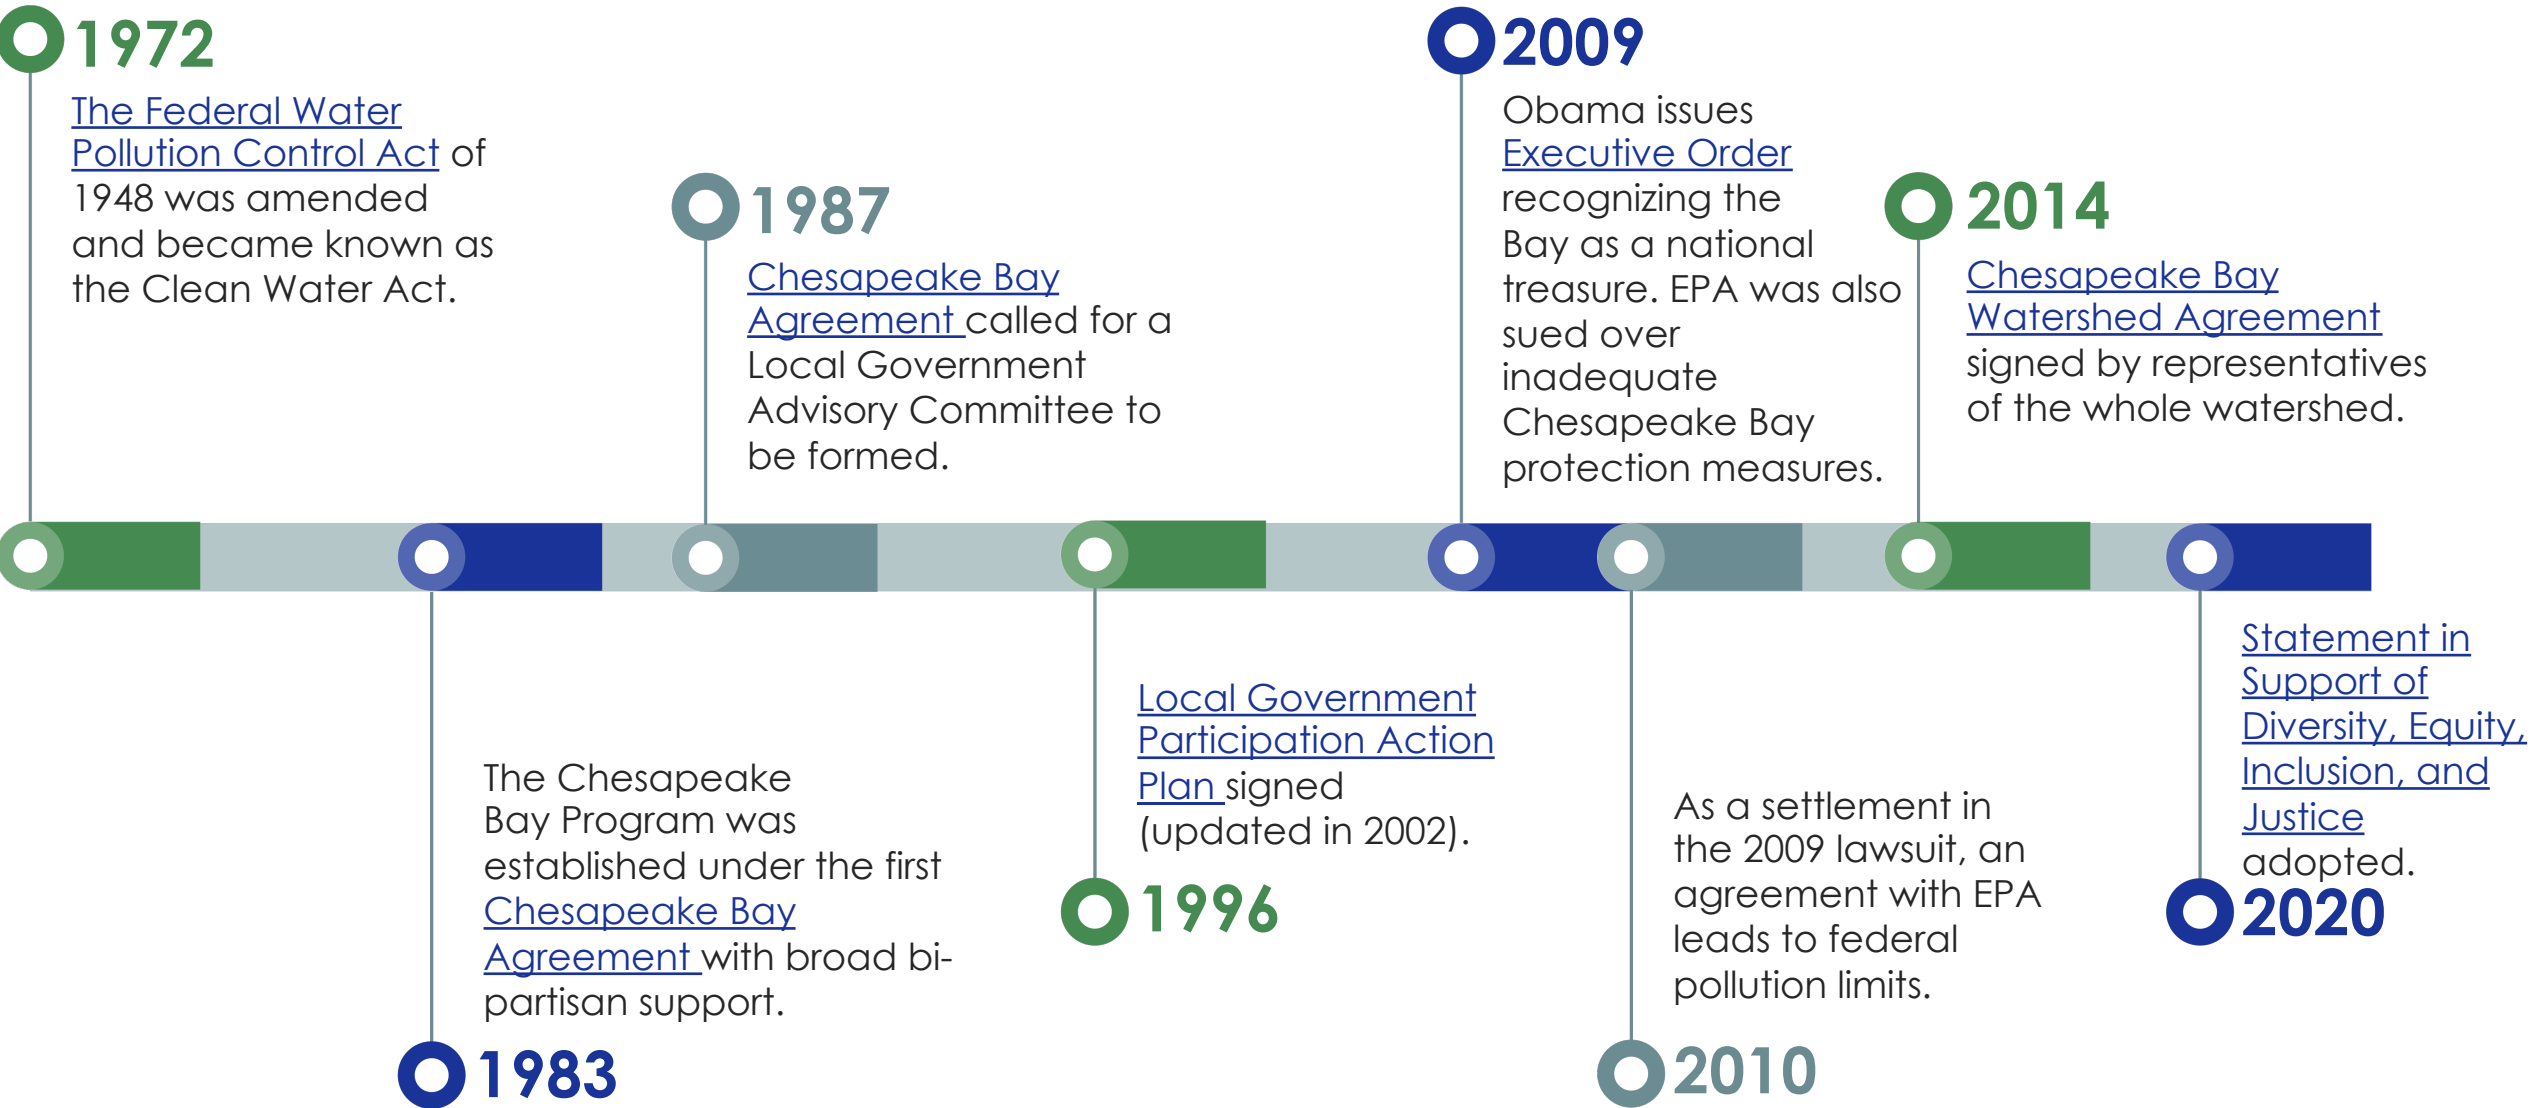 1972
The Federal Water
Pollution Control Act of
1948 was amended
and became known as
the Clean Water Act.
1983
The Chesapeake
Bay Program was
established under the first
Chesapeake Bay
Agreement with broad bi-
partisan support.
1987
Chesapeake Bay
Agreement called for a
Local Government
Advisory Committee to
be formed.
1996
Local Government
Participation Action
Plan signed
(updated in 2002).
2009
Obama issues
Executive Order
recognizing the
Bay as a national
treasure. EPA was also
sued over
inadequate
Chesapeake Bay
protection measures.
2010
As a settlement in
the 2009 lawsuit, an
agreement with EPA
leads to federal
pollution limits.
2014
Chesapeake Bay
Watershed Agreement
signed by representatives
of the whole watershed.
2020
Statement in
Support of
Diversity, Equity,
Inclusion, and
Justice
adopted.